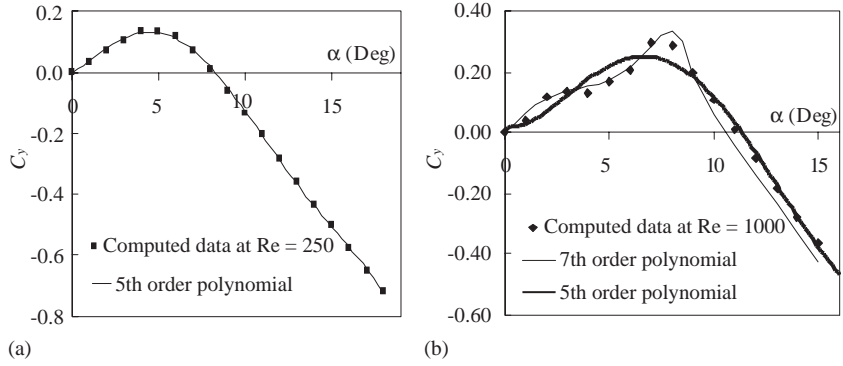 0.2
α (Deg)
0.0
0 5 10 15
-0.2
Cy
-0.4
Computed data at Re = 250
-0.6
5th order polynomial
-0.8
(a)
0.40
0.20
α (Deg)
0.00
0 5 10 15
Cy
-0.20
Computed data at Re = 1000
7th order polynomial
-0.40
5th order polynomial
-0.60
(b)